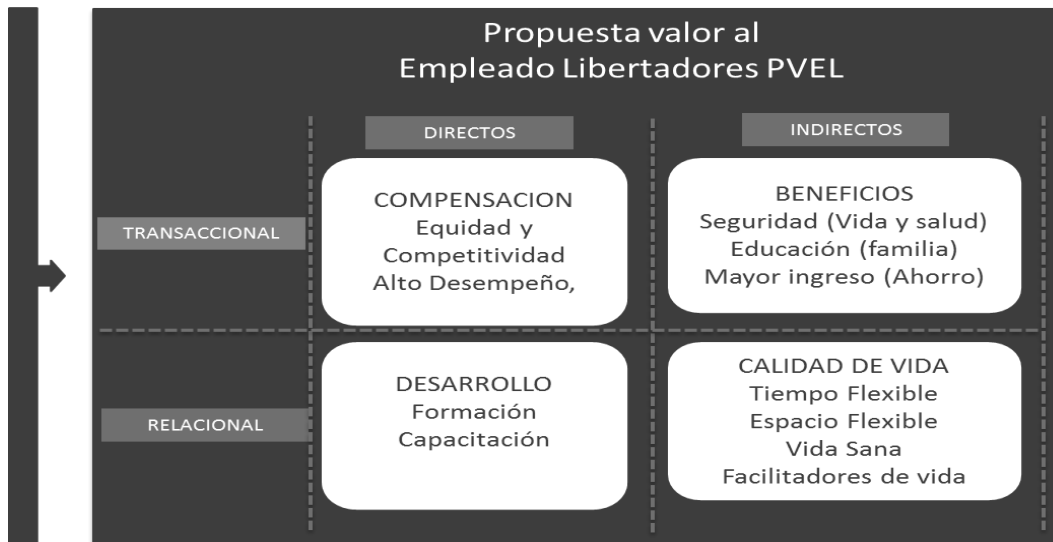 Propuesta valor al
Empleado Libertadores PVEL
DIRECTOS
INDIRECTOS
TRANSACCIONAL
COMPENSACION
Equidad y
Competitividad
Alto Desempeño,
BENEFICIOS
Seguridad (Vida y salud)
Educación (familia)
Mayor ingreso (Ahorro)
RELACIONAL
DESARROLLO
Formación
Capacitación
CALIDAD DE VIDA
Tiempo Flexible
Espacio Flexible
Vida Sana
Facilitadores de vida